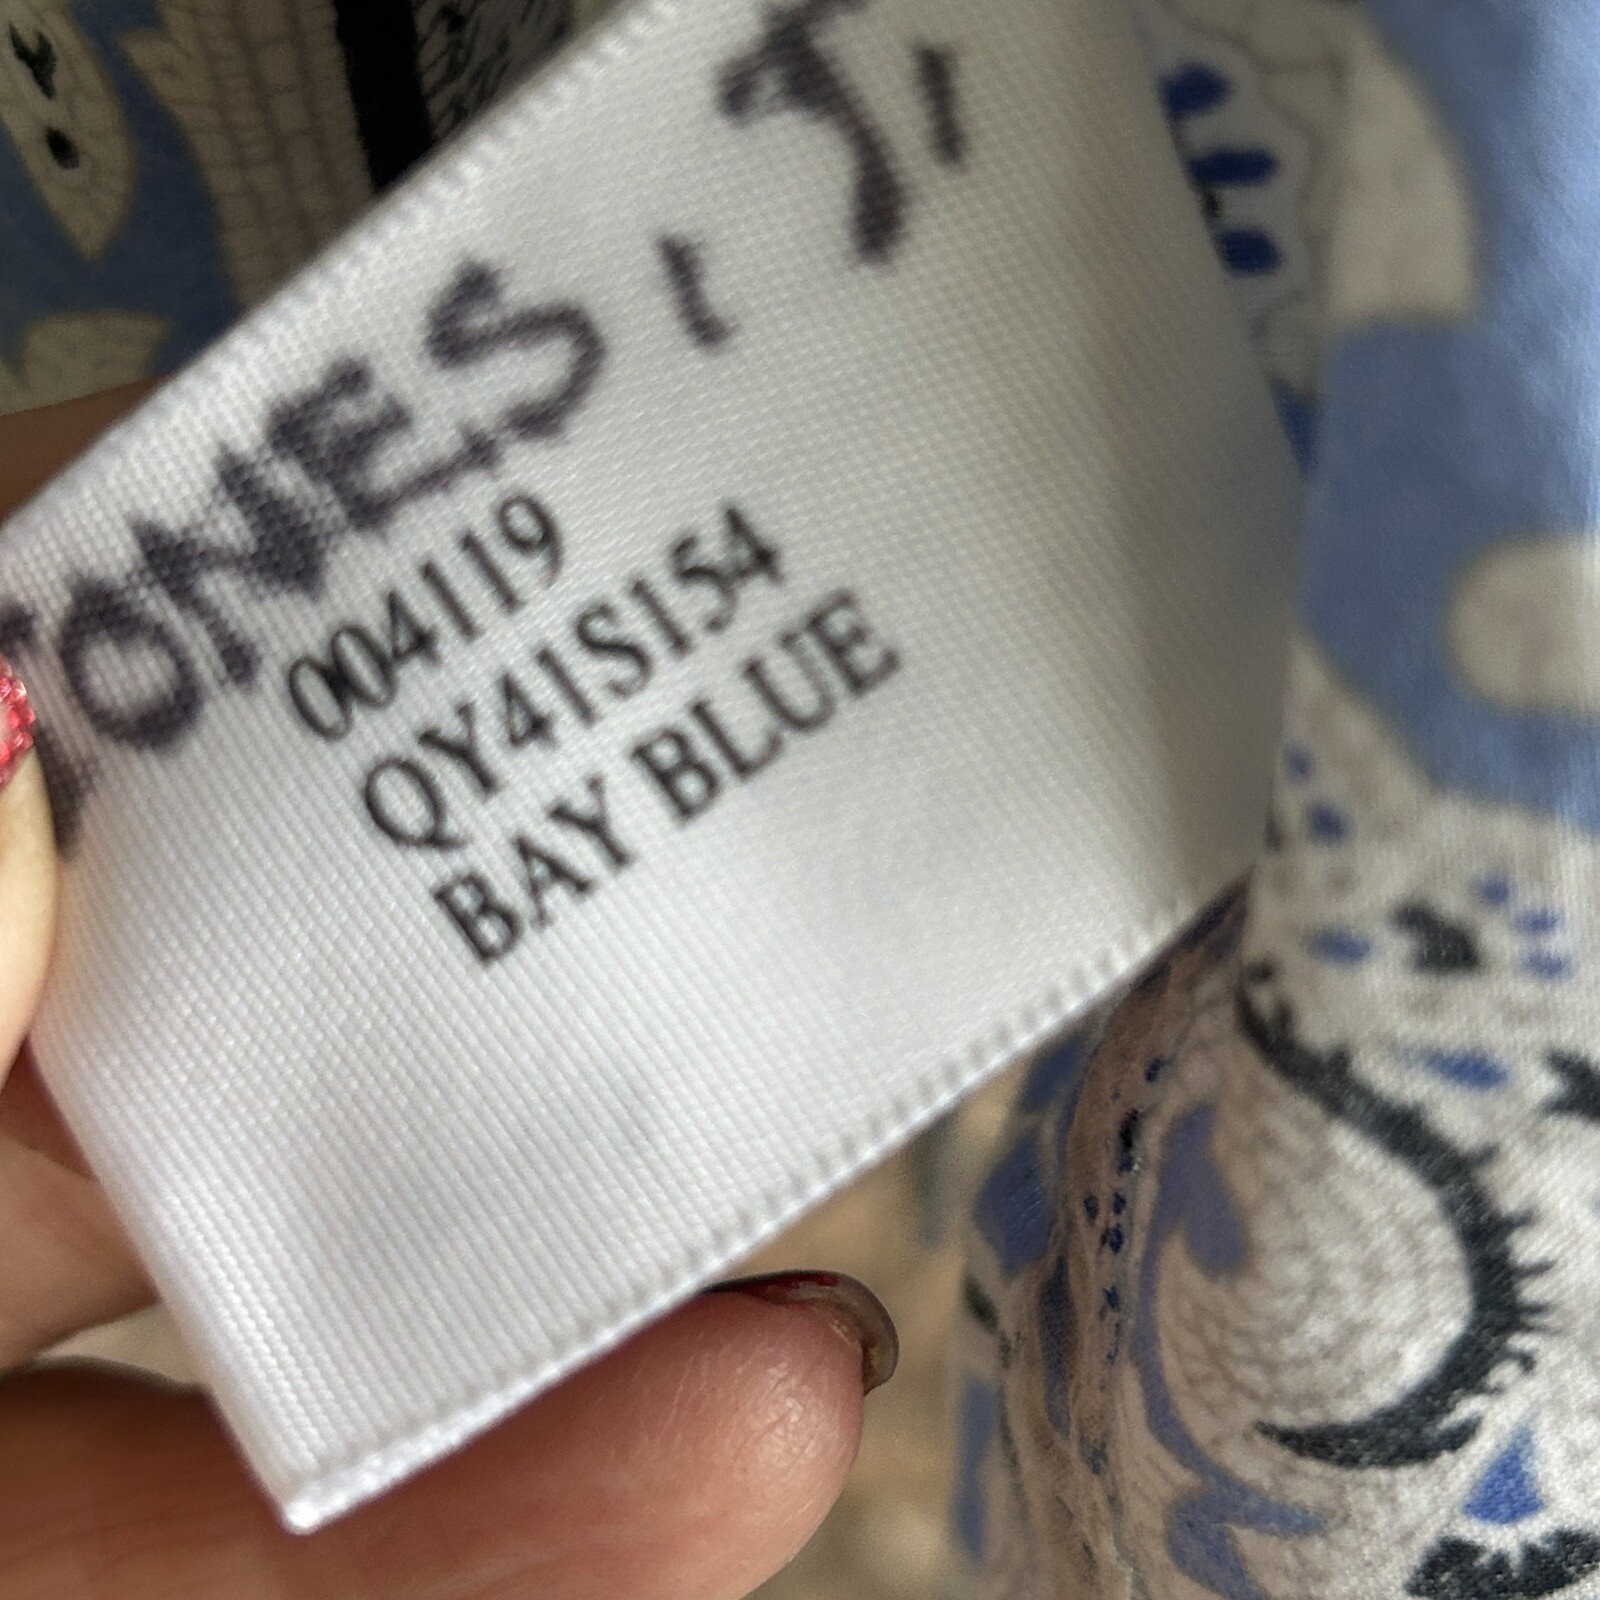 JONES, J.
004119
QY41S154
BAY BLUE